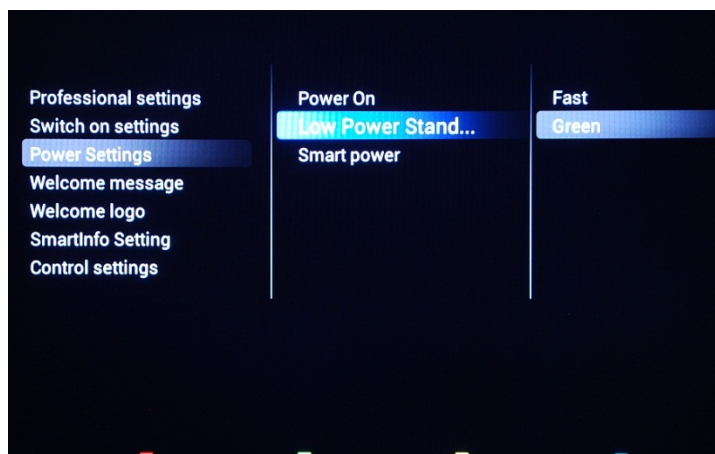 Professional settings
Switch on settings
Power Settings
Welcome message
Welcome logo
SmartInfo Setting
Control settings
Power On
Low Power Stand...
Smart power
Fast
Green